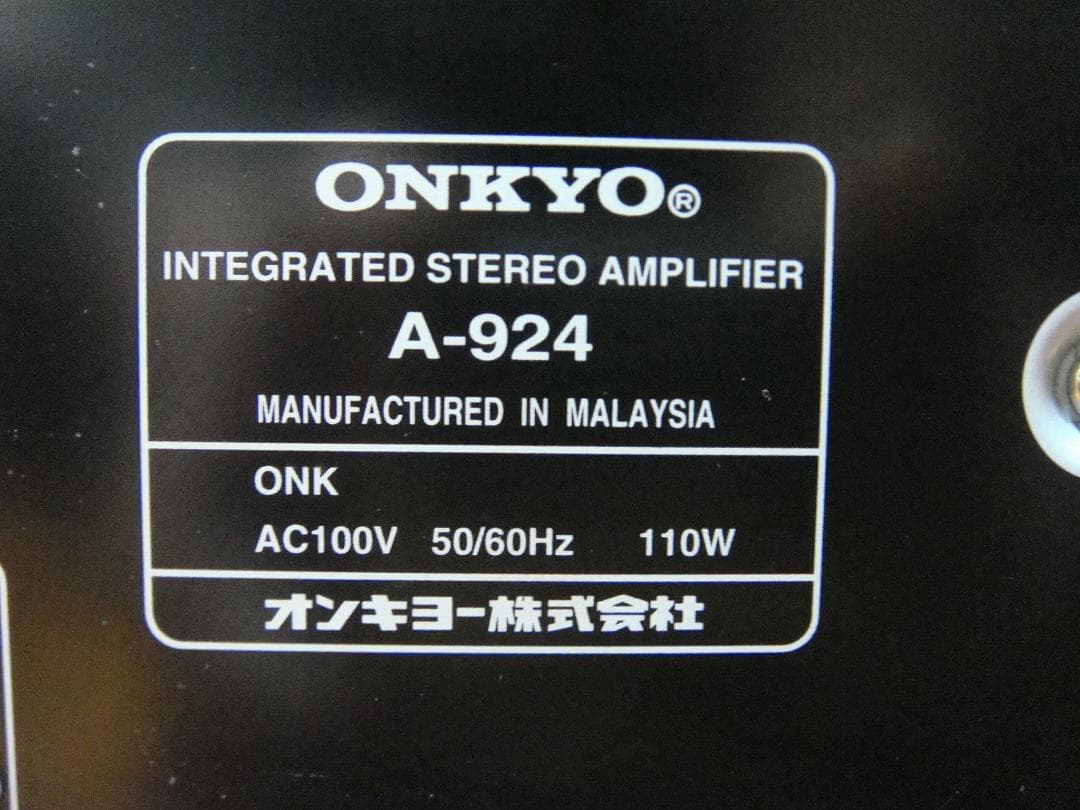 ONKYO®
INTEGRATED STEREO AMPLIFIER
A-924
MANUFACTURED IN MALAYSIA
ONK
AC100V 50/60Hz 110W
オンキヨー株式会社